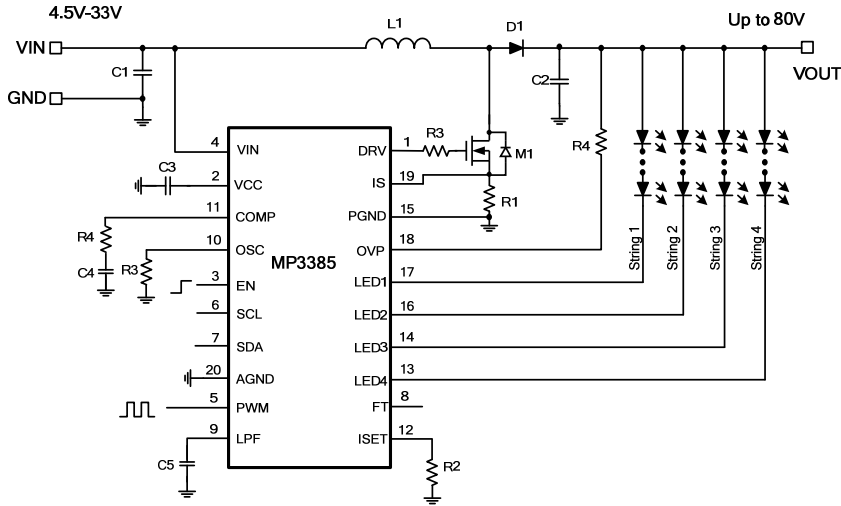 4.5V-33V
L1
D1
Up to 80V
VIN
C1
C2
VOUT
GND
R4
4
VIN
DRV
1
R3
M1
C3
2
VCC
IS
19
R1
11
COMP
PGND
15
R4
10
OSC
OVP
18
C4
R3
MP3385
3
EN
LED1
17
6
SCL
LED2
16
7
SDA
LED3
14
20
AGND
LED4
13
5
PWM
FT
8
9
LPF
ISET
12
C5
R2
String 1
String 2
String 3
String 4